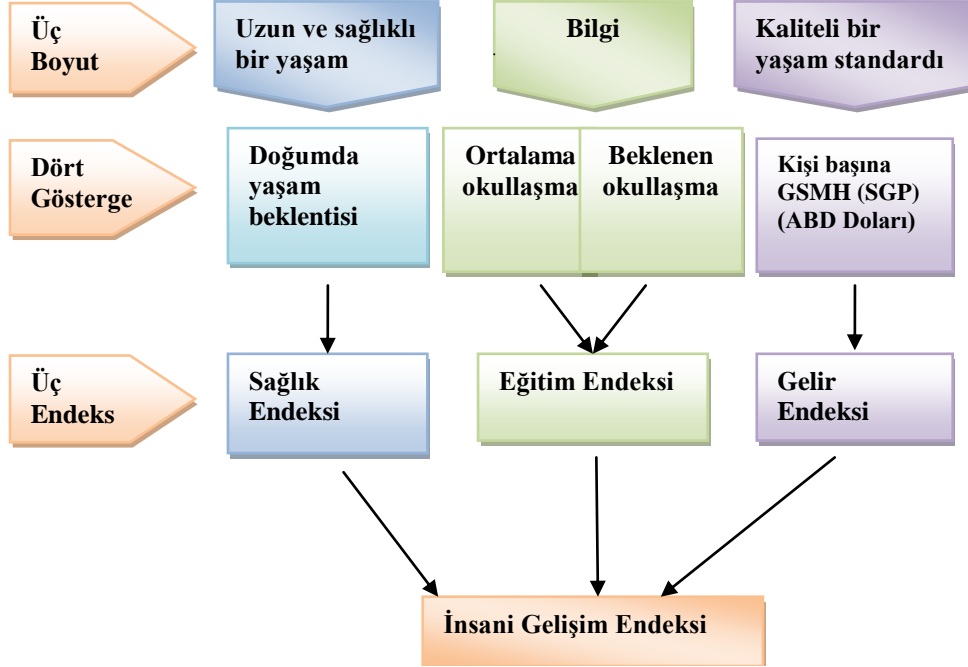 Üç
Boyut
Uzun ve sağlıklı
bir yaşam
Bilgi
Kaliteli bir
yaşam standardı
Dört
Gösterge
Doğumda
yaşam
beklentisi
Ortalama
okullaşma
Beklenen
okullaşma
Kişi başına
GSMH (SGP)
(ABD Doları)
Üç
Endeks
Sağlık
Endeksi
Eğitim Endeksi
Gelir
Endeksi
İnsani Gelişim Endeksi